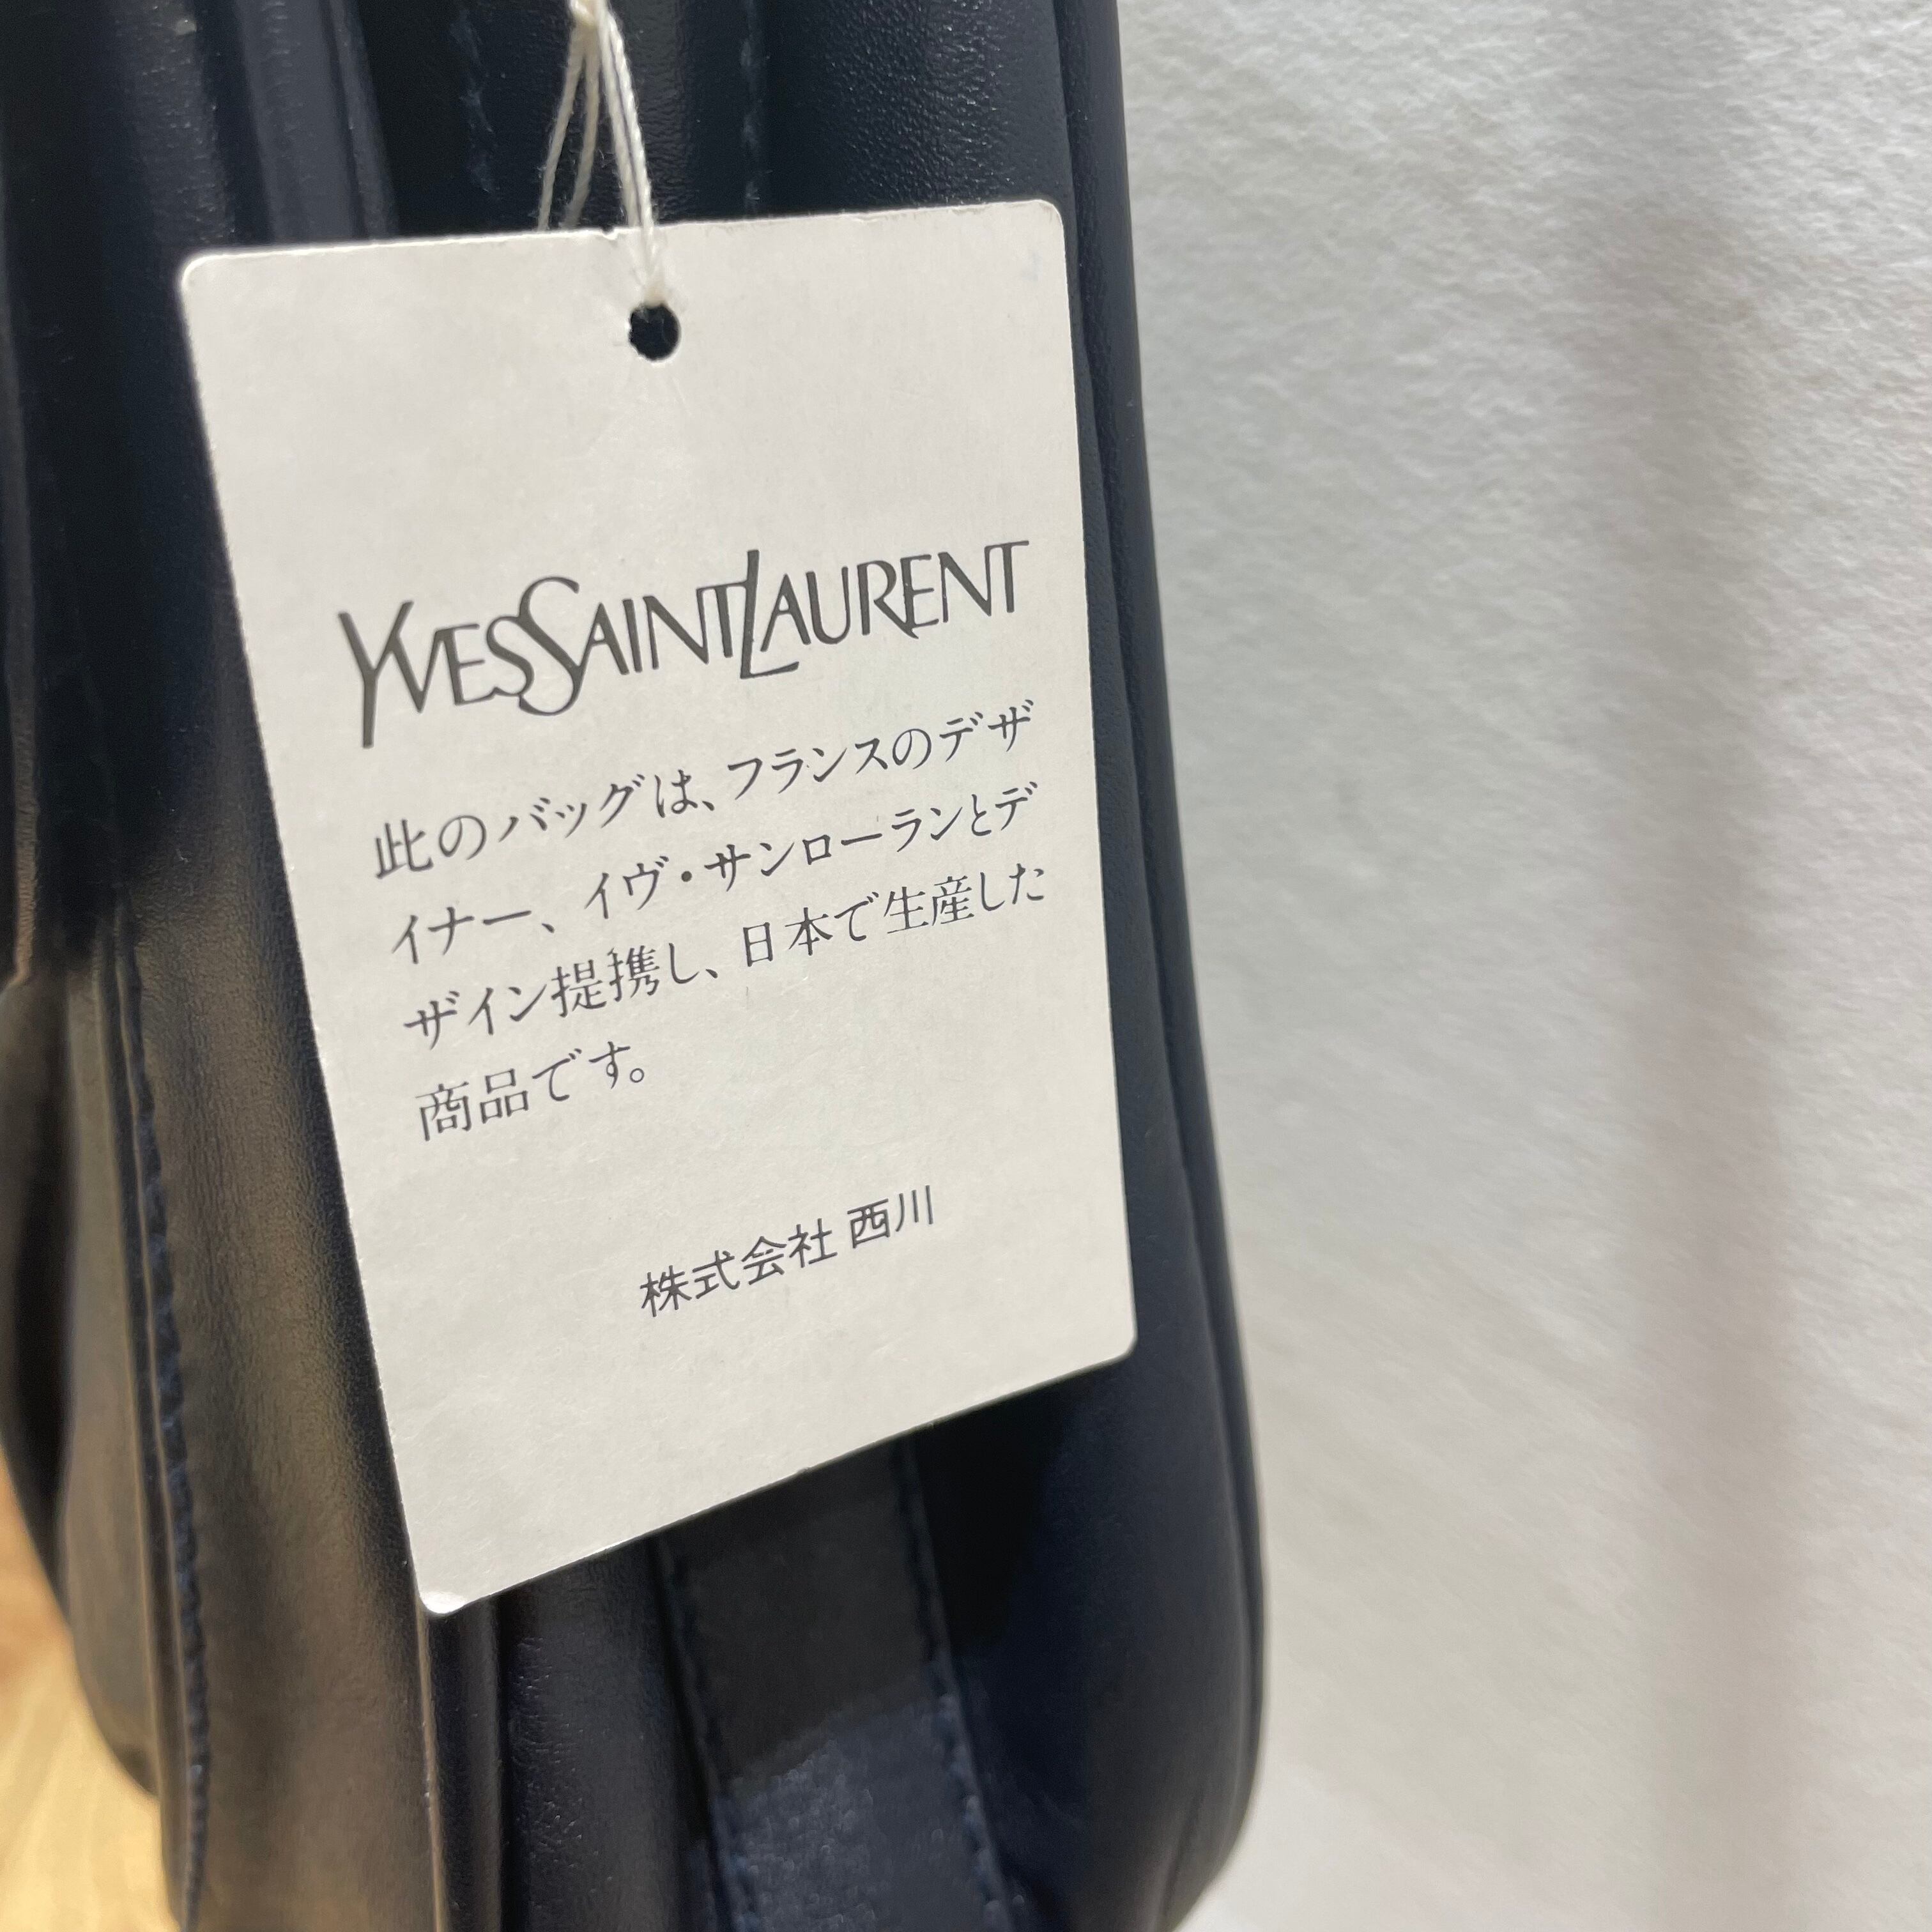 YVESSAINTLAURENT
此のバッグは、フランスのデザ
イナー、イヴ・サンローランとデ
ザイン提携し、日本で生産した
商品です。
株式会社 西川